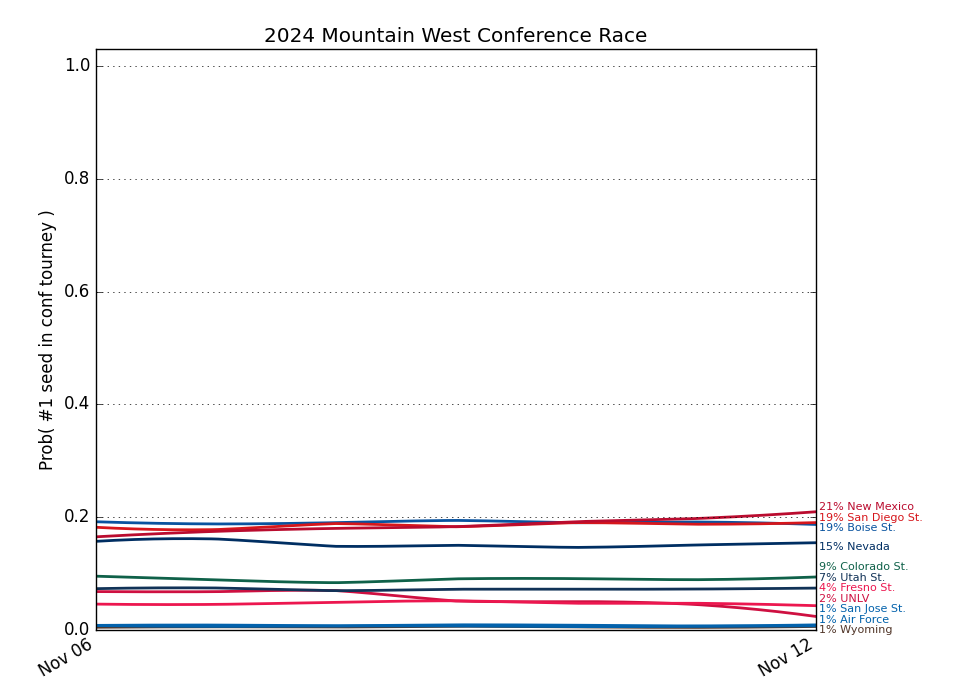 2024 Mountain West Conference Race
Prob( #1 seed in conf tourney )
1.0
0.8
0.6
0.4
0.2
0.0
Nov 06
Nov 12
21% New Mexico
19% San Diego St.
19% Boise St.
15% Nevada
9% Colorado St.
7% Utah St.
4% Fresno St.
2% UNLV
1% San Jose St.
1% Air Force
1% Wyoming